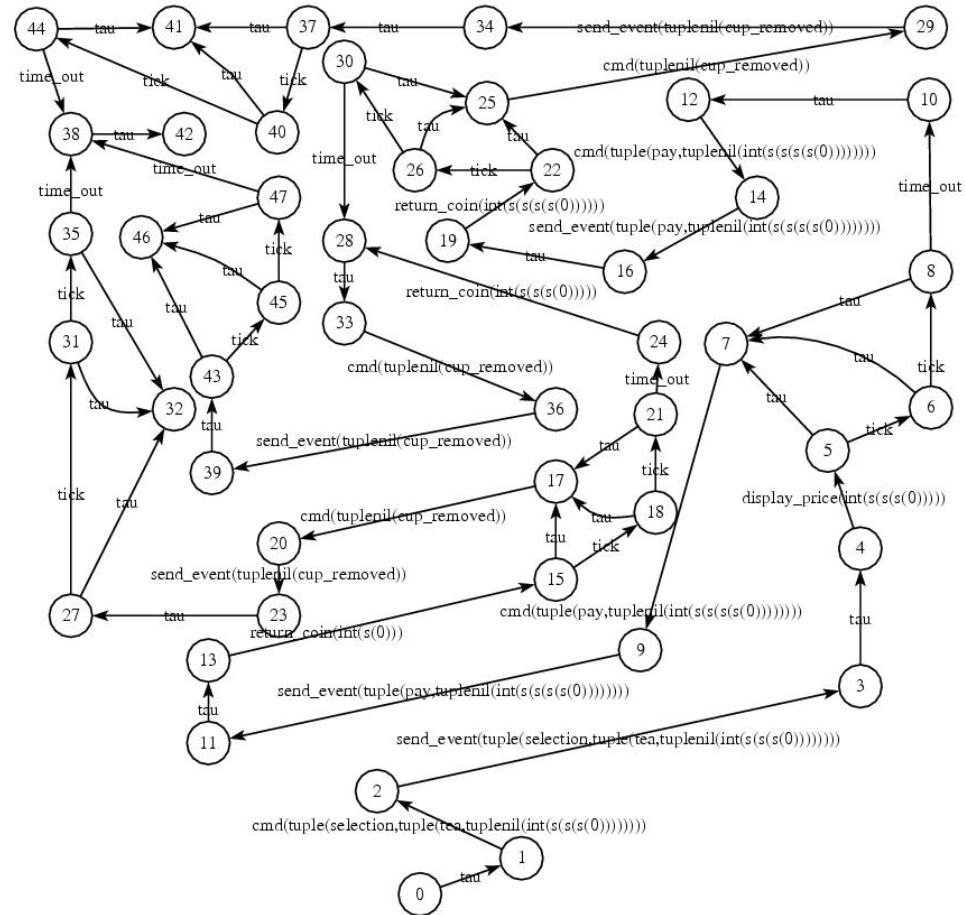 44 tau 41 tau 37 tau 34 send_event(tuplenil(cup_removed)) 29
30 cmd(tuplenil(cup_removed))
time_out tick tau tick tau tau 25 12 tau 10
38 tau 42 40 tick tau tau
time_out time_out 26 tick 22 cmd(tuple(pay,tuplenil(int(s(s(s(s(0))))))))
time_out 47 return_coin(int(s(s(s(s(0)))))) 14 time_out
35 46 tau 28 19 send_event(tuple(pay,tuplenil(int(s(s(s(s(0))))))))
tick tau tick tau tau 16 8
45 return_coin(int(s(s(s(0))))) tau
31 tau tau tick 33 24 7 tau tick
43 cmd(tuplenil(cup_removed)) time_out
tau 32 tau 36 21 tau 6
send_event(tuplenil(cup_removed)) tau 5 tick
39 17 tick
tick tau cmd(tuplenil(cup_removed)) tau 18 display_price(int(s(s(s(0)))))
20 tau tick 4
send_event(tuplenil(cup_removed)) 15
27 tau 23 cmd(tuple(pay,tuplenil(int(s(s(s(s(0)))))))) tau
return_coin(int(s(0)))
13 9
tau send_event(tuple(pay,tuplenil(int(s(s(s(s(0)))))))) 3
11 send_event(tuple(selection,tuple(tea,tuplenil(int(s(s(s(0))))))))
2
cmd(tuple(selection,tuple(tea,tuplenil(int(s(s(s(0))))))))
1
0 tau